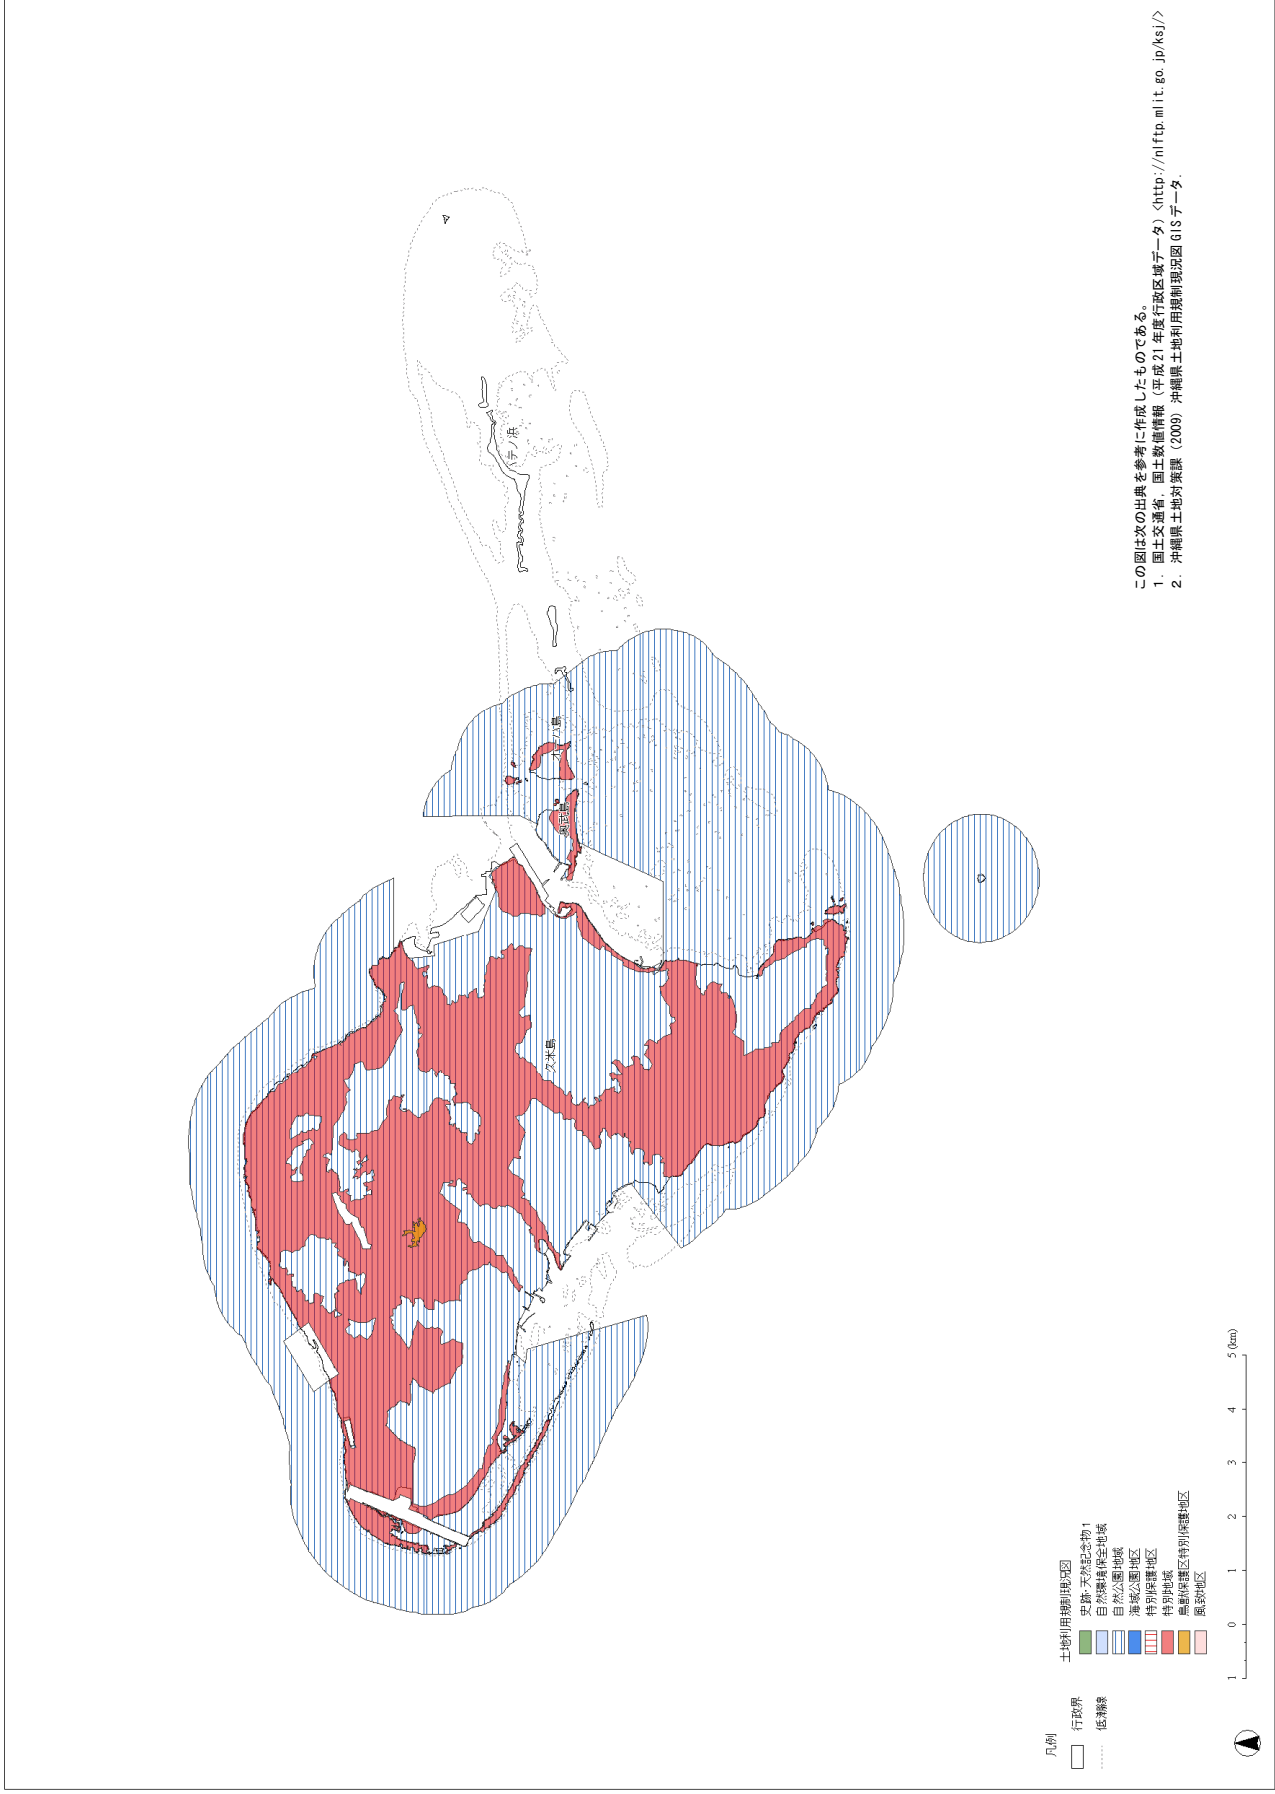 ハテノ浜
オーハ島
奥武島
久米島
この図は次の出典を参考に作成したものである。
1. 国土交通省, 国土数値情報（平成21年度行政区域データ）<http://nlftp.mlit.go.jp/ksj/>
2. 沖縄県土地対策課（2009）沖縄県土地利用規制現況図GISデータ.
凡例
行政界
低潮線
土地利用規制現況図
史跡・天然記念物1
自然環境保全地域
自然公園地域
海域公園地区
特別保護地区
特別地域
鳥獣保護区特別保護地区
風致地区
1 0 1 2 3 4 5 (km)